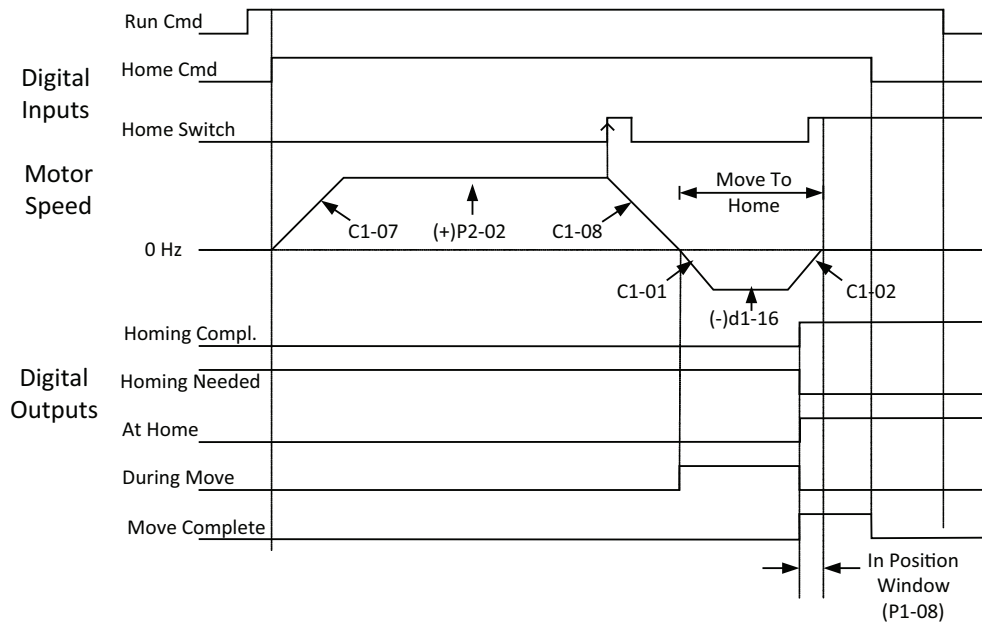 Run Cmd
Digital
Inputs
Home Cmd
Home Switch
Motor
Speed
Move To
Home
C1-07
(+)P2-02
C1-08
0 Hz
C1-01
C1-02
(-)d1-16
Homing Compl.
Digital
Outputs
Homing Needed
At Home
During Move
Move Complete
In Position
Window
(P1-08)